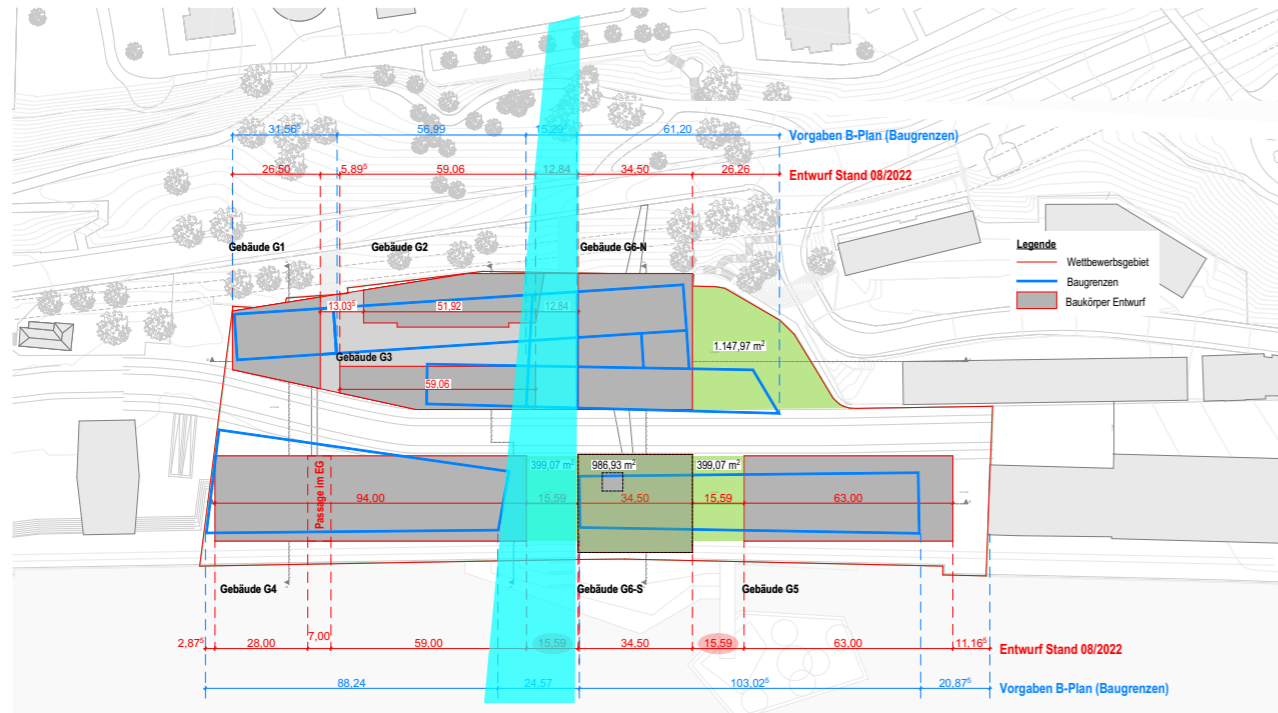 31,56⁵ 56,99 15,29⁵ 61,20 Vorgaben B-Plan (Baugrenzen)
26,50 5,89⁵ 59,06 12,84 34,50 26,26 Entwurf Stand 08/2022
Gebäude G1 Gebäude G2 Gebäude G6-N
Legende
Wettbewerbsgebiet
Baugrenzen
Baukörper Entwurf
13,03⁵ 51,92 12,84
1.147,97 m²
Gebäude G3
59,06
399,07 m² 986,93 m² 399,07 m²
Passage im EG
94,00 15,59 34,50 15,59 63,00
Gebäude G4 Gebäude G6-S Gebäude G5
2,87⁵ 28,00 7,00 59,00 15,59 34,50 15,59 63,00 11,16⁵ Entwurf Stand 08/2022
88,24 24,57 103,02⁵ 20,87⁵ Vorgaben B-Plan (Baugrenzen)